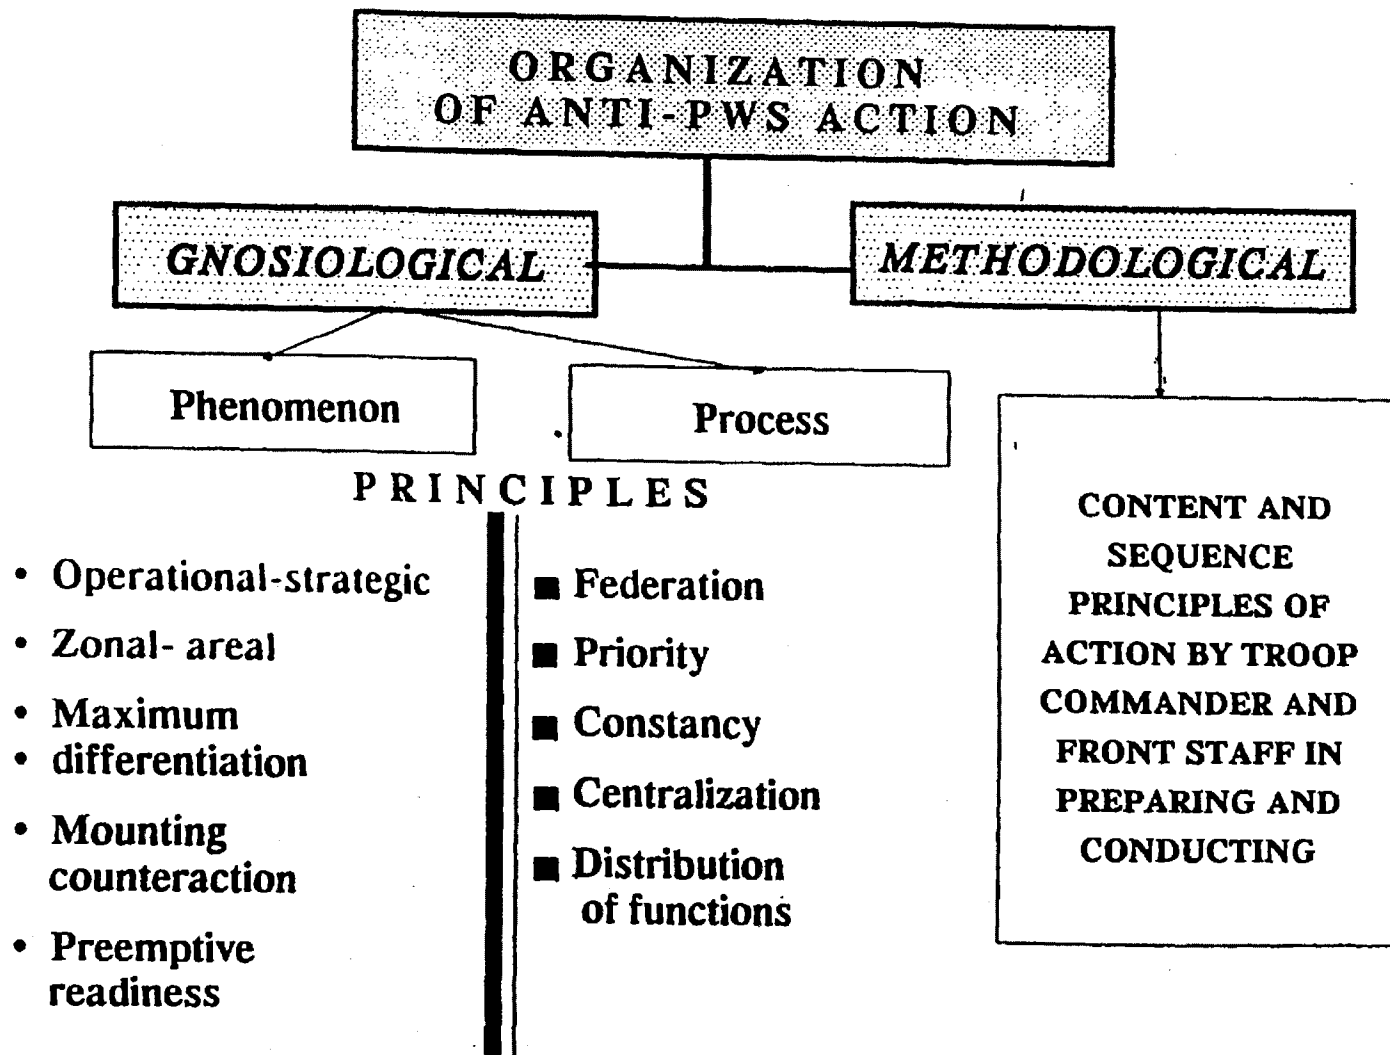 ORGANIZATION
OF ANTI-PWS ACTION
GNOSIOLOGICAL
METHODOLOGICAL
Phenomenon
Process
PRINCIPLES
• Operational-strategic
• Zonal- areal
• Maximum
• differentiation
• Mounting
counteraction
• Preemptive
readiness
■ Federation
■ Priority
■ Constancy
■ Centralization
■ Distribution
of functions
CONTENT AND
SEQUENCE
PRINCIPLES OF
ACTION BY TROOP
COMMANDER AND
FRONT STAFF IN
PREPARING AND
CONDUCTING